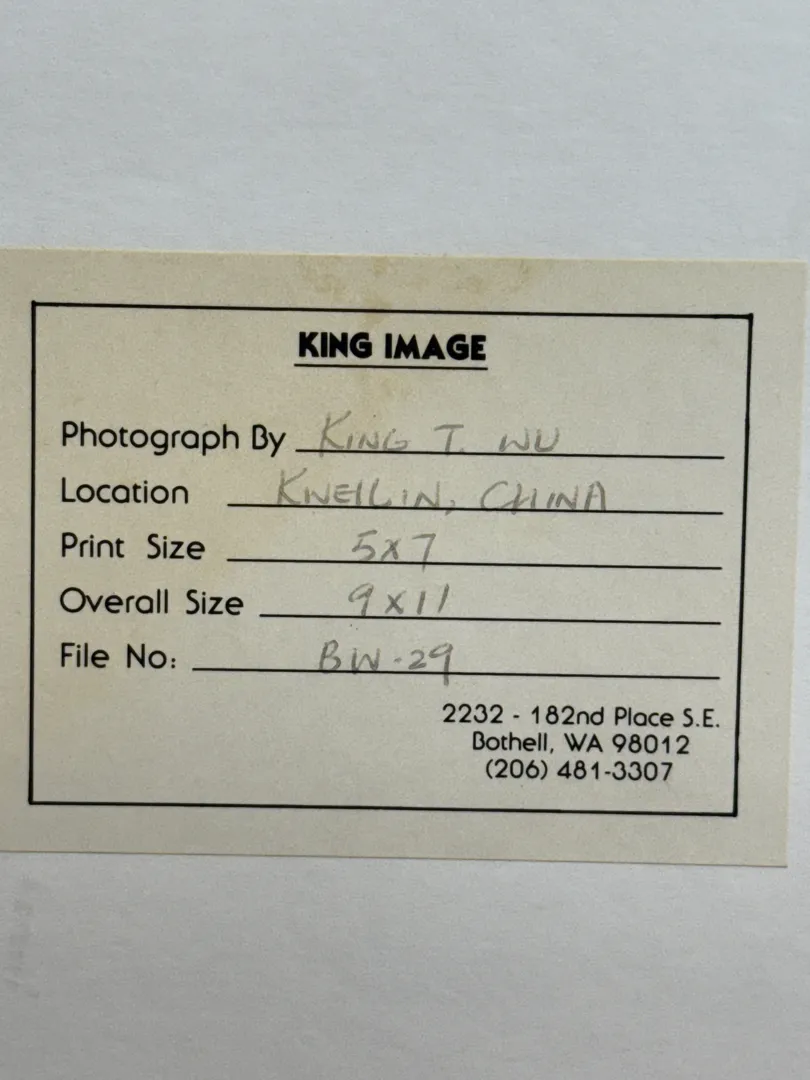 KING IMAGE
Photograph By KING T. WU
Location KWEILIN, CHINA
Print Size 5x7
Overall Size 9x11
File No: BW-29
2232 - 182nd Place S.E.
Bothell, WA 98012
(206) 481-3307